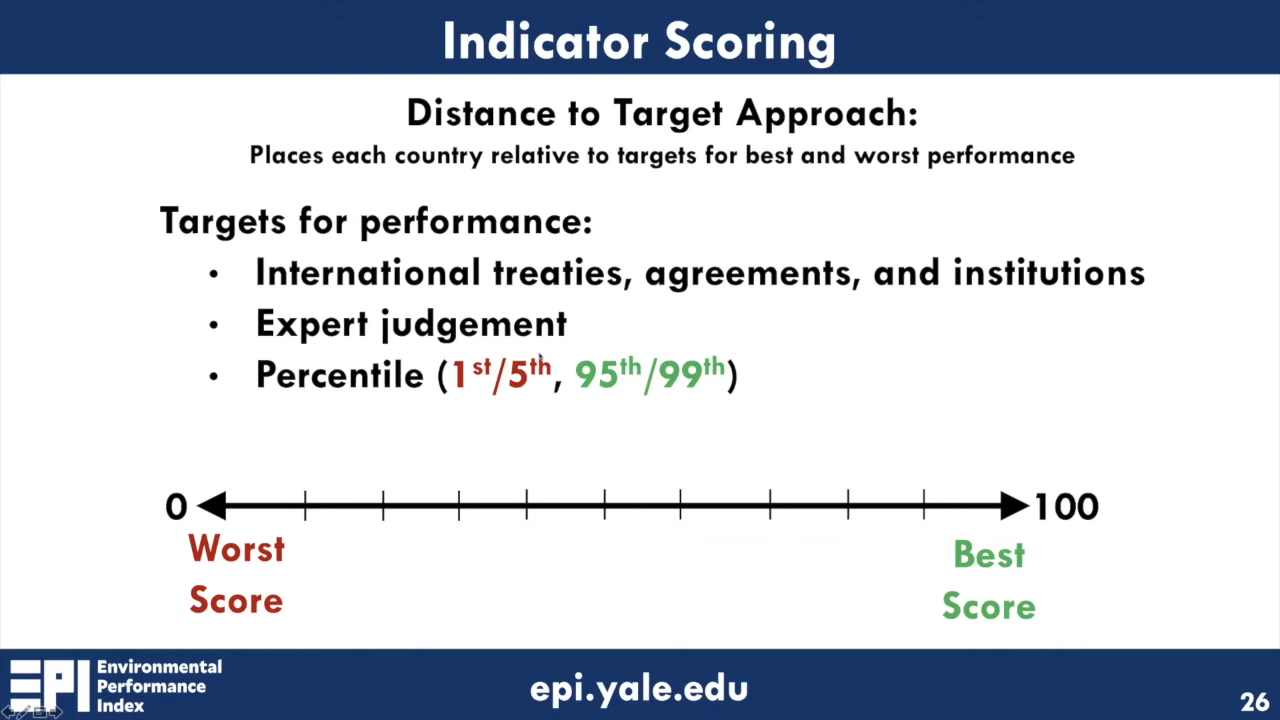 Indicator Scoring
Distance to Target Approach:
Places each country relative to targets for best and worst performance
Targets for performance:
• International treaties, agreements, and institutions
• Expert judgement
• Percentile (1st/5th, 95th/99th)
0
100
Worst
Score
Best
Score
EPI
Environmental
Performance
Index
epi.yale.edu
26